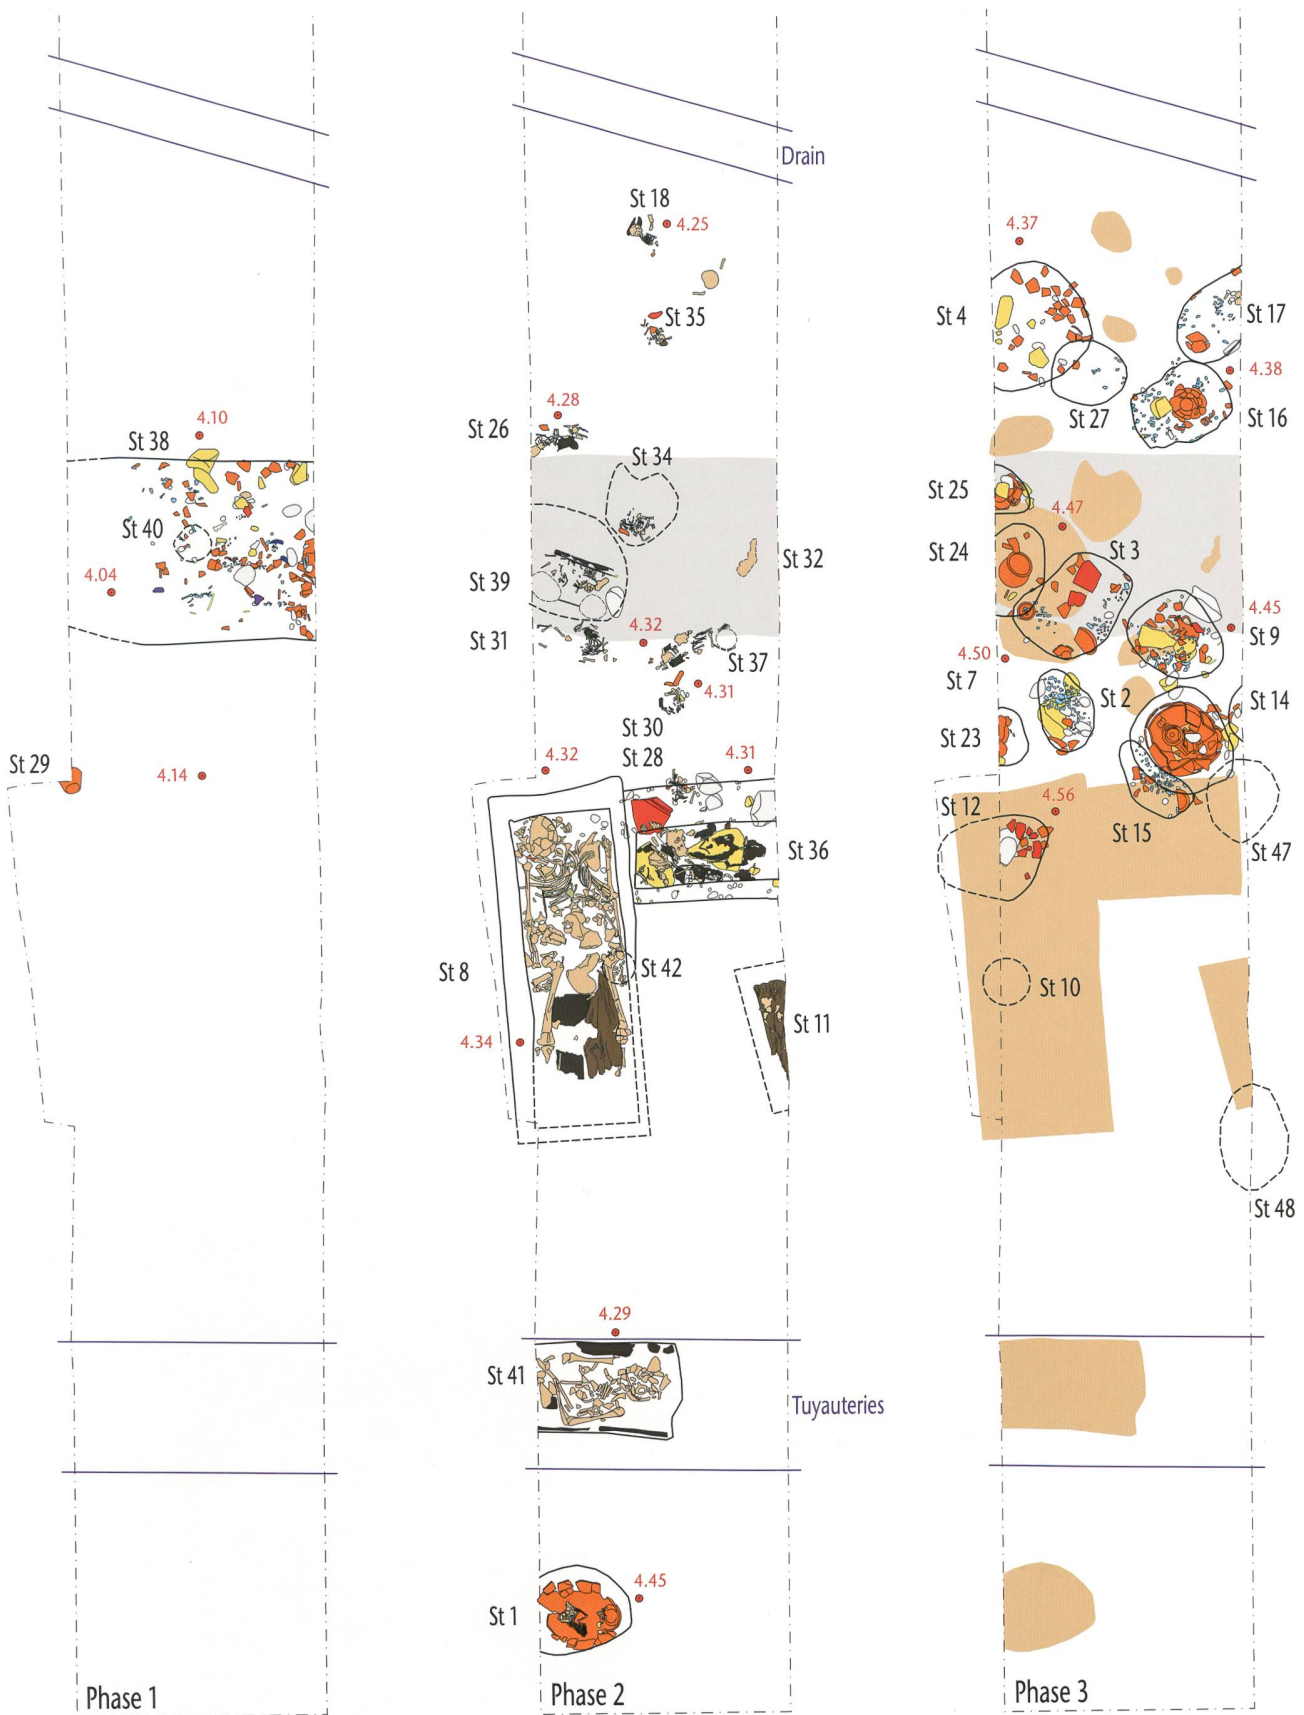 4.10
St 38
St 40
4.04
St 29
4.14
Phase 1
Drain
St 18
4.25
St 35
4.28
St 26
St 34
St 32
St 39
St 31
4.32
St 37
4.31
St 30
St 28
4.32
4.31
St 36
St 8
St 42
St 11
4.34
4.29
St 41
Tuyauteries
4.45
St 1
Phase 2
4.37
St 4
St 17
4.38
St 27
St 16
St 25
4.47
St 24
St 3
4.45
St 9
4.50
St 7
St 2
St 14
St 23
4.56
St 12
St 15
St 47
St 10
St 48
Phase 3